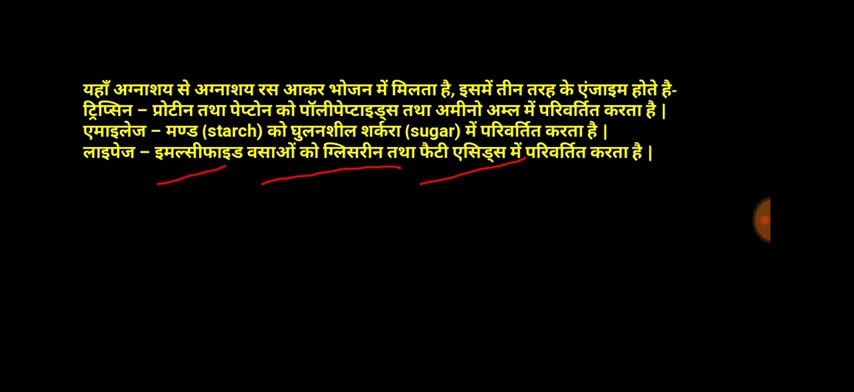 यहाँ अग्नाशय से अग्नाशय रस आकर भोजन में मिलता है, इसमें तीन तरह के एंजाइम होते है-
ट्रिप्सिन – प्रोटीन तथा पेप्टोन को पॉलीपेप्टाइड्स तथा अमीनो अम्ल में परिवर्तित करता है |
एमाइलेज – मण्ड (starch) को घुलनशील शर्करा (sugar) में परिवर्तित करता है |
लाइपेज – इमल्सीफाइड वसाओं को ग्लिसरीन तथा फैटी एसिड्स में परिवर्तित करता है |